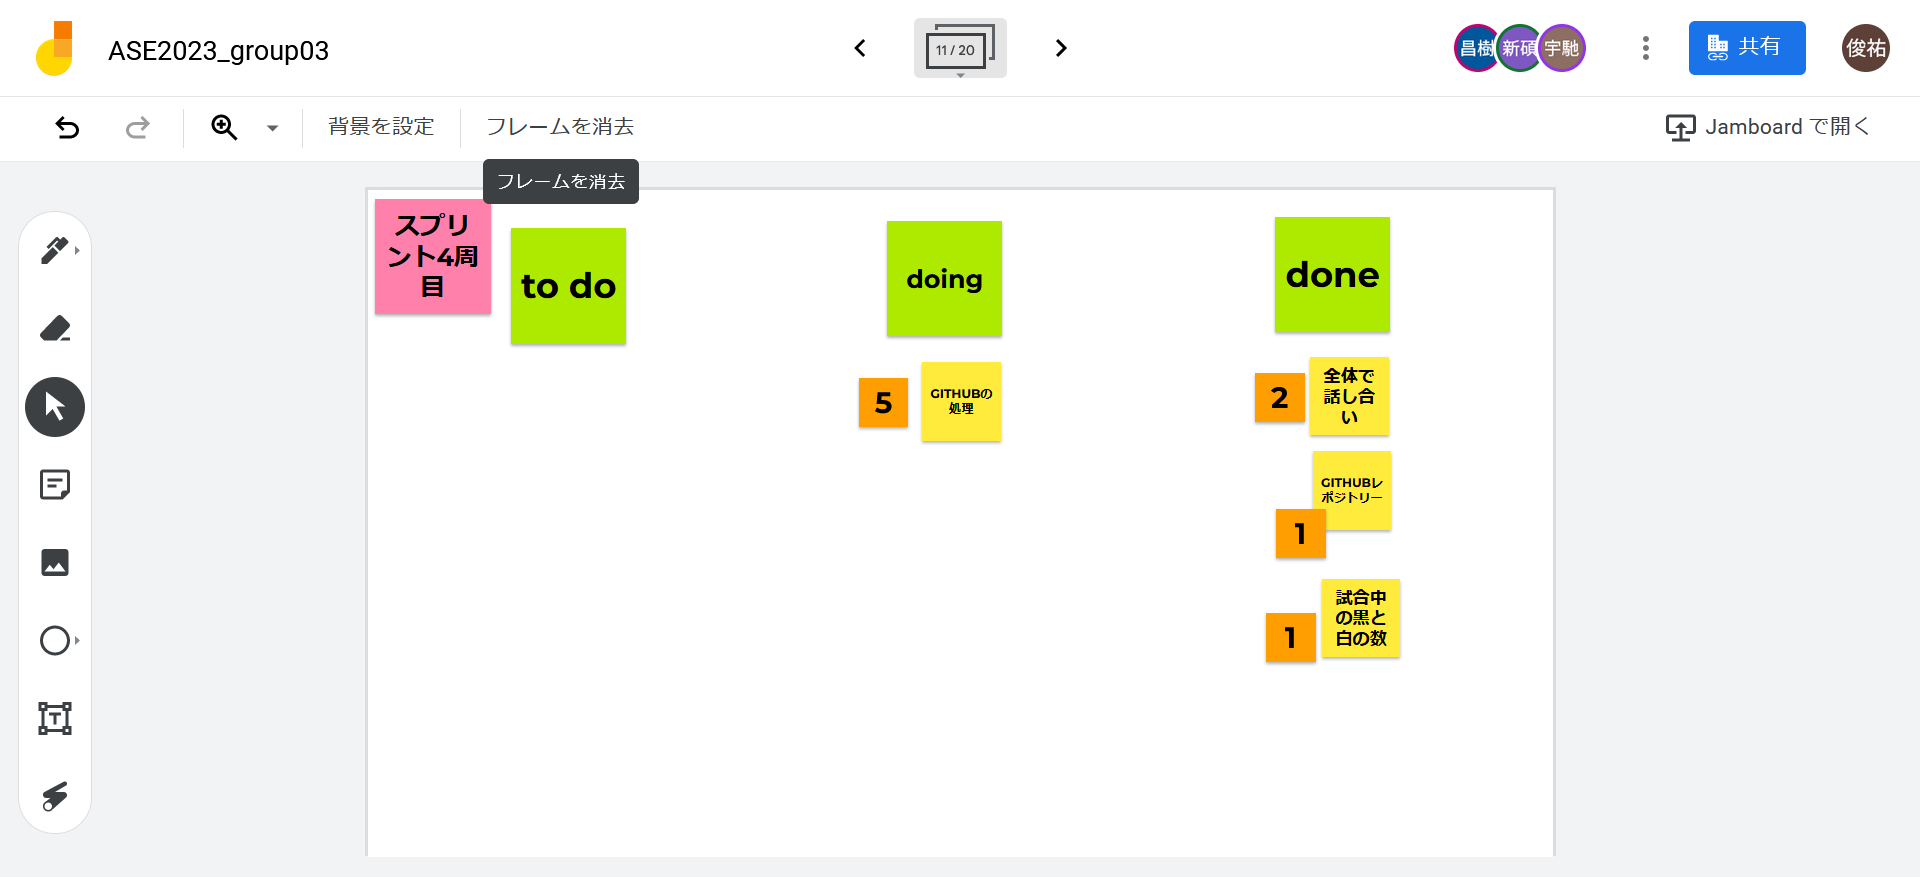 ASE2023_group03
11 / 20
昌樹
新碩
宇馳
共有
俊祐
背景を設定
フレームを消去
Jamboard で開く
フレームを消去
スプリ
ント4周
目
to do
doing
done
5
GITHUBの
処理
2
全体で
話し合
い
GITHUBレ
ポジトリー
1
試合中
の黒と
白の数
1